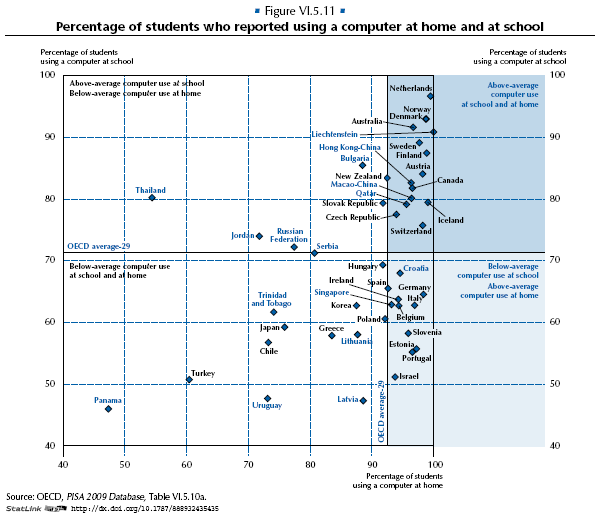 Figure VI.5.11
Percentage of students who reported using a computer at home and at school
Percentage of students
using a computer at school
Percentage of students
using a computer at school
100
90
80
70
60
50
40
100
90
80
70
60
50
40
Above-average computer use at school
Below-average computer use at home
Above-average
computer use
at school and at home
Netherlands
Norway
Denmark
Australia
Liechtenstein
Sweden
Hong Kong-China
Finland
Bulgaria
Austria
New Zealand
Canada
Macao-China
Qatar
Thailand
Slovak Republic
Czech Republic
Iceland
Switzerland
Jordan
Russian
Federation
Serbia
OECD average-29
Below-average computer use
at school and at home
Below-average
computer use at school
Above-average
computer use at home
Hungary
Croatia
Ireland
Spain
Germany
Singapore
Italy
Trinidad
and Tobago
Korea
Poland
Belgium
Japan
Greece
Slovenia
Lithuania
Chile
Estonia
Portugal
Turkey
Israel
Panama
Uruguay
Latvia
OECD average-29
40
50
60
70
80
90
100
Percentage of students
using a computer at home
Source: OECD, PISA 2009 Database, Table VI.5.10a.
StatLink http://dx.doi.org/10.1787/888932435435